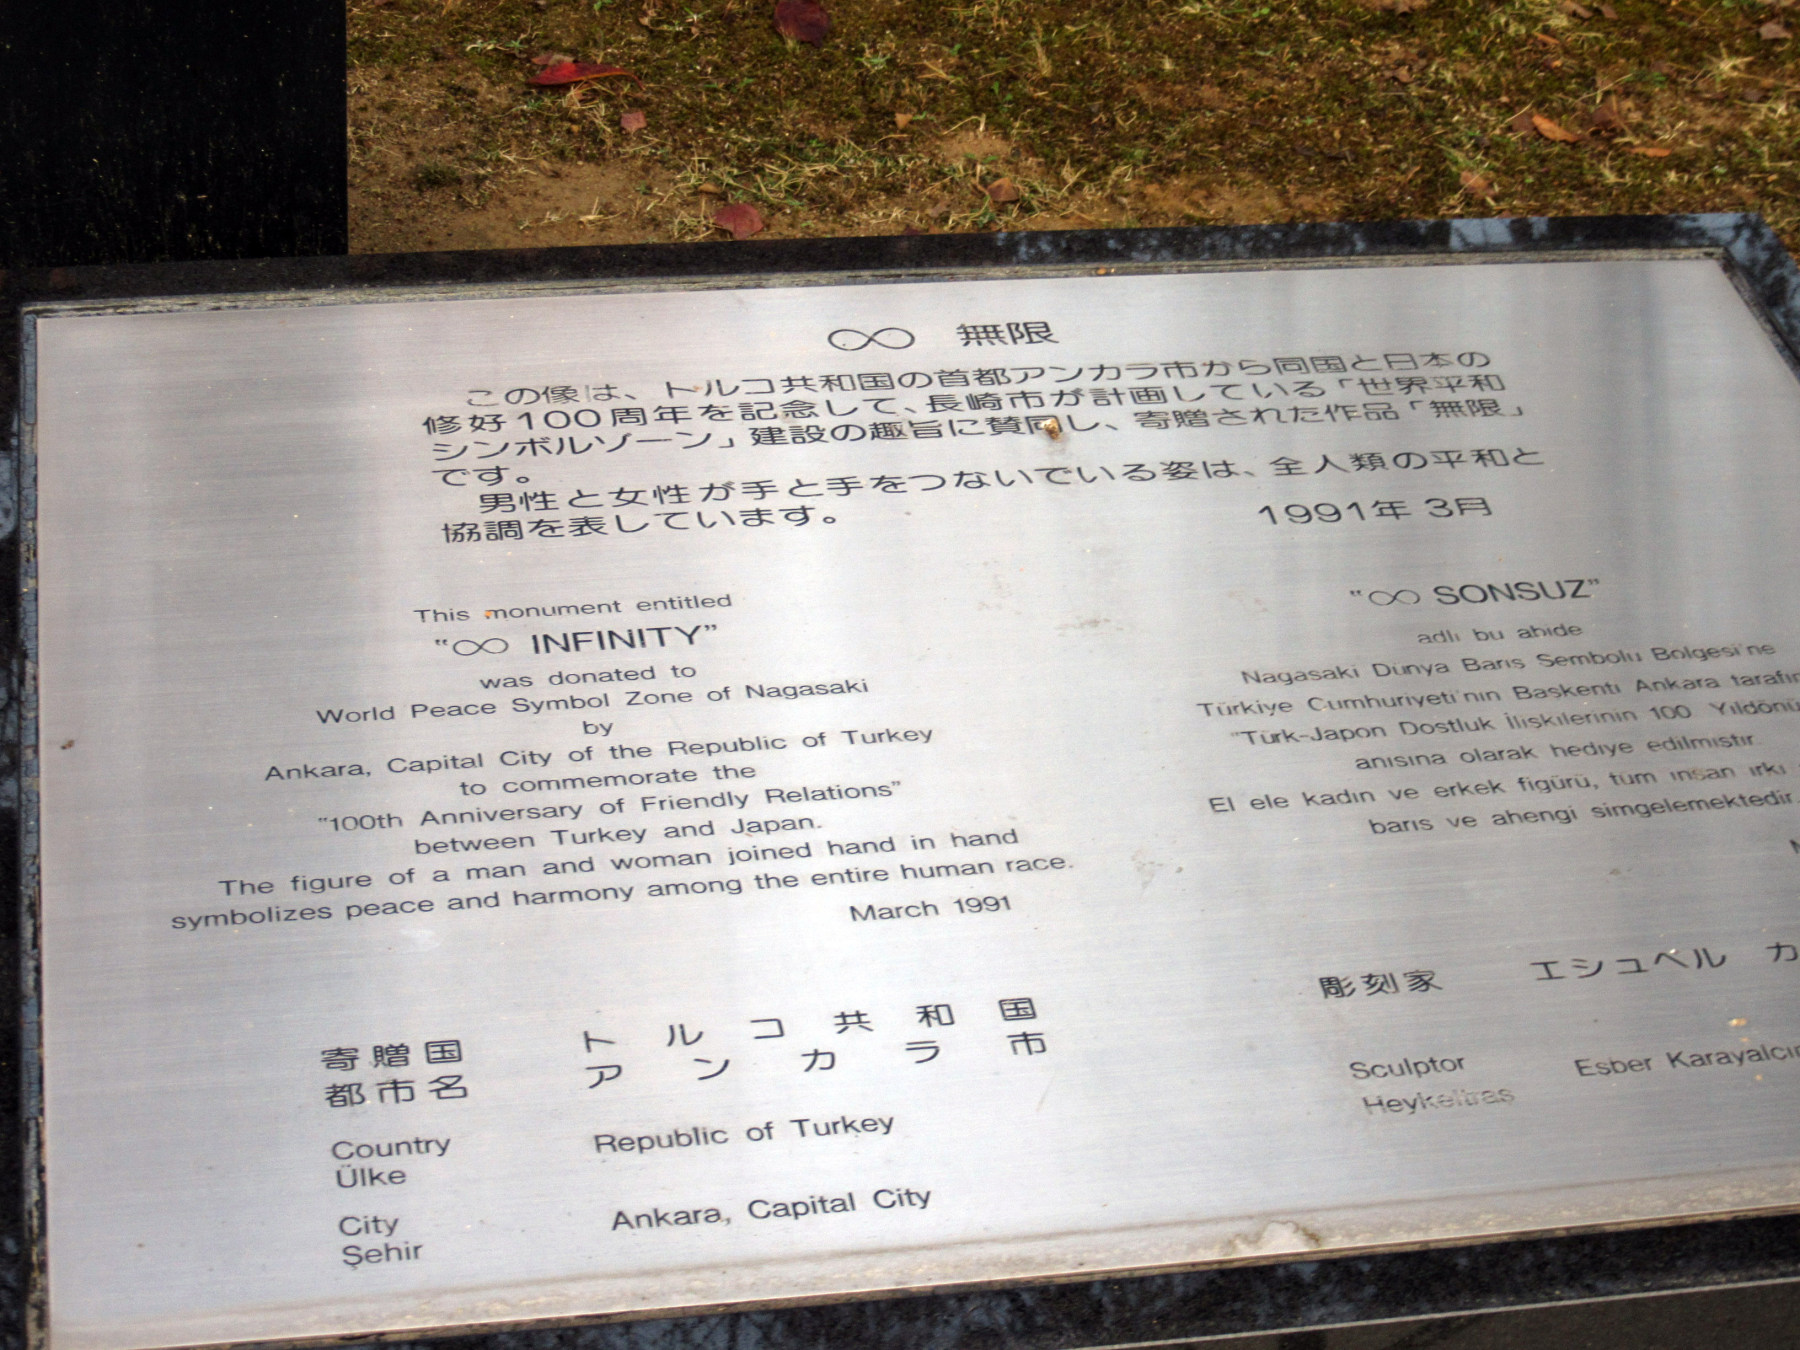 ∞ 無限
この像は、トルコ共和国の首都アンカラ市から同国と日本の
修好100周年を記念して、長崎市が計画している「世界平和
シンボルゾーン」建設の趣旨に賛同し、寄贈された作品「無限」
です。
男性と女性が手と手をつないでいる姿は、全人類の平和と
協調を表しています。
1991年3月
This monument entitled
"∞ INFINITY"
was donated to
World Peace Symbol Zone of Nagasaki
by
Ankara, Capital City of the Republic of Turkey
to commemorate the
"100th Anniversary of Friendly Relations"
between Turkey and Japan.
The figure of a man and woman joined hand in hand
symbolizes peace and harmony among the entire human race.
March 1991
"∞ SONSUZ"
adlı bu abide
Nagasaki Dünya Barıs Sembolü Bölgesi'ne
Türkiye Cumhuriyeti'nin Baskenti Ankara
"Türk-Japon Dostluk İliskilerinin 100. 
anısına olarak hediye edilmistir.
El ele kadın ve erkek figürü, tüm insan ırkı
barıs ve ahengi simgelemektedir.
寄贈国 トルコ共和国
都市名 アンカラ市
Country Republic of Turkey
Ülke
City Ankara, Capital City
Şehir
彫刻家 エシュベル
Sculptor Esber
Heykeltras